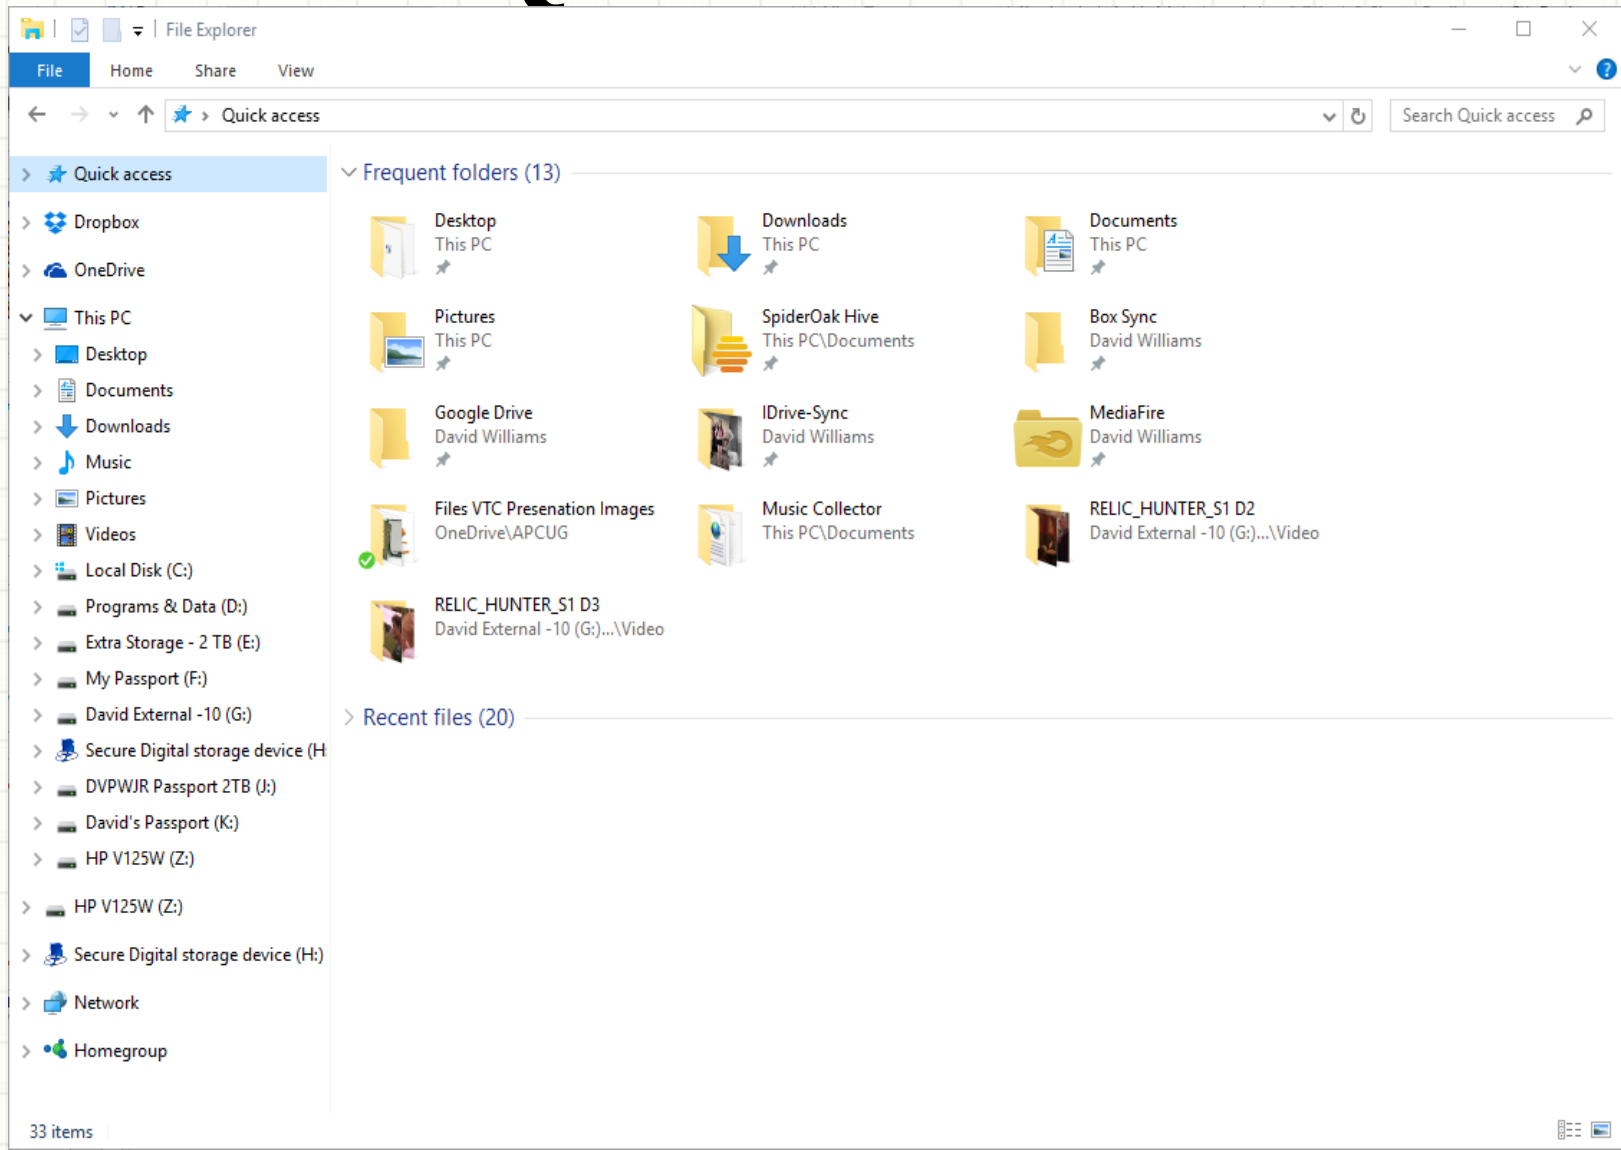 File Explorer
File Home Share View
Quick access
Search Quick access
Quick access
Dropbox
OneDrive
This PC
Desktop
Documents
Downloads
Music
Pictures
Videos
Local Disk (C:)
Programs & Data (D:)
Extra Storage - 2 TB (E:)
My Passport (F:)
David External -10 (G:)
Secure Digital storage device (H:
DVPWJR Passport 2TB (J:)
David's Passport (K:)
HP V125W (Z:)
HP V125W (Z:)
Secure Digital storage device (H:)
Network
Homegroup
Frequent folders (13)
Desktop
This PC
Downloads
This PC
Documents
This PC
Pictures
This PC
SpiderOak Hive
This PC\Documents
Box Sync
David Williams
Google Drive
David Williams
IDrive-Sync
David Williams
MediaFire
David Williams
Files VTC Presenation Images
OneDrive\APCUG
Music Collector
This PC\Documents
RELIC_HUNTER_S1 D2
David External -10 (G:)...\Video
RELIC_HUNTER_S1 D3
David External -10 (G:)...\Video
Recent files (20)
33 items